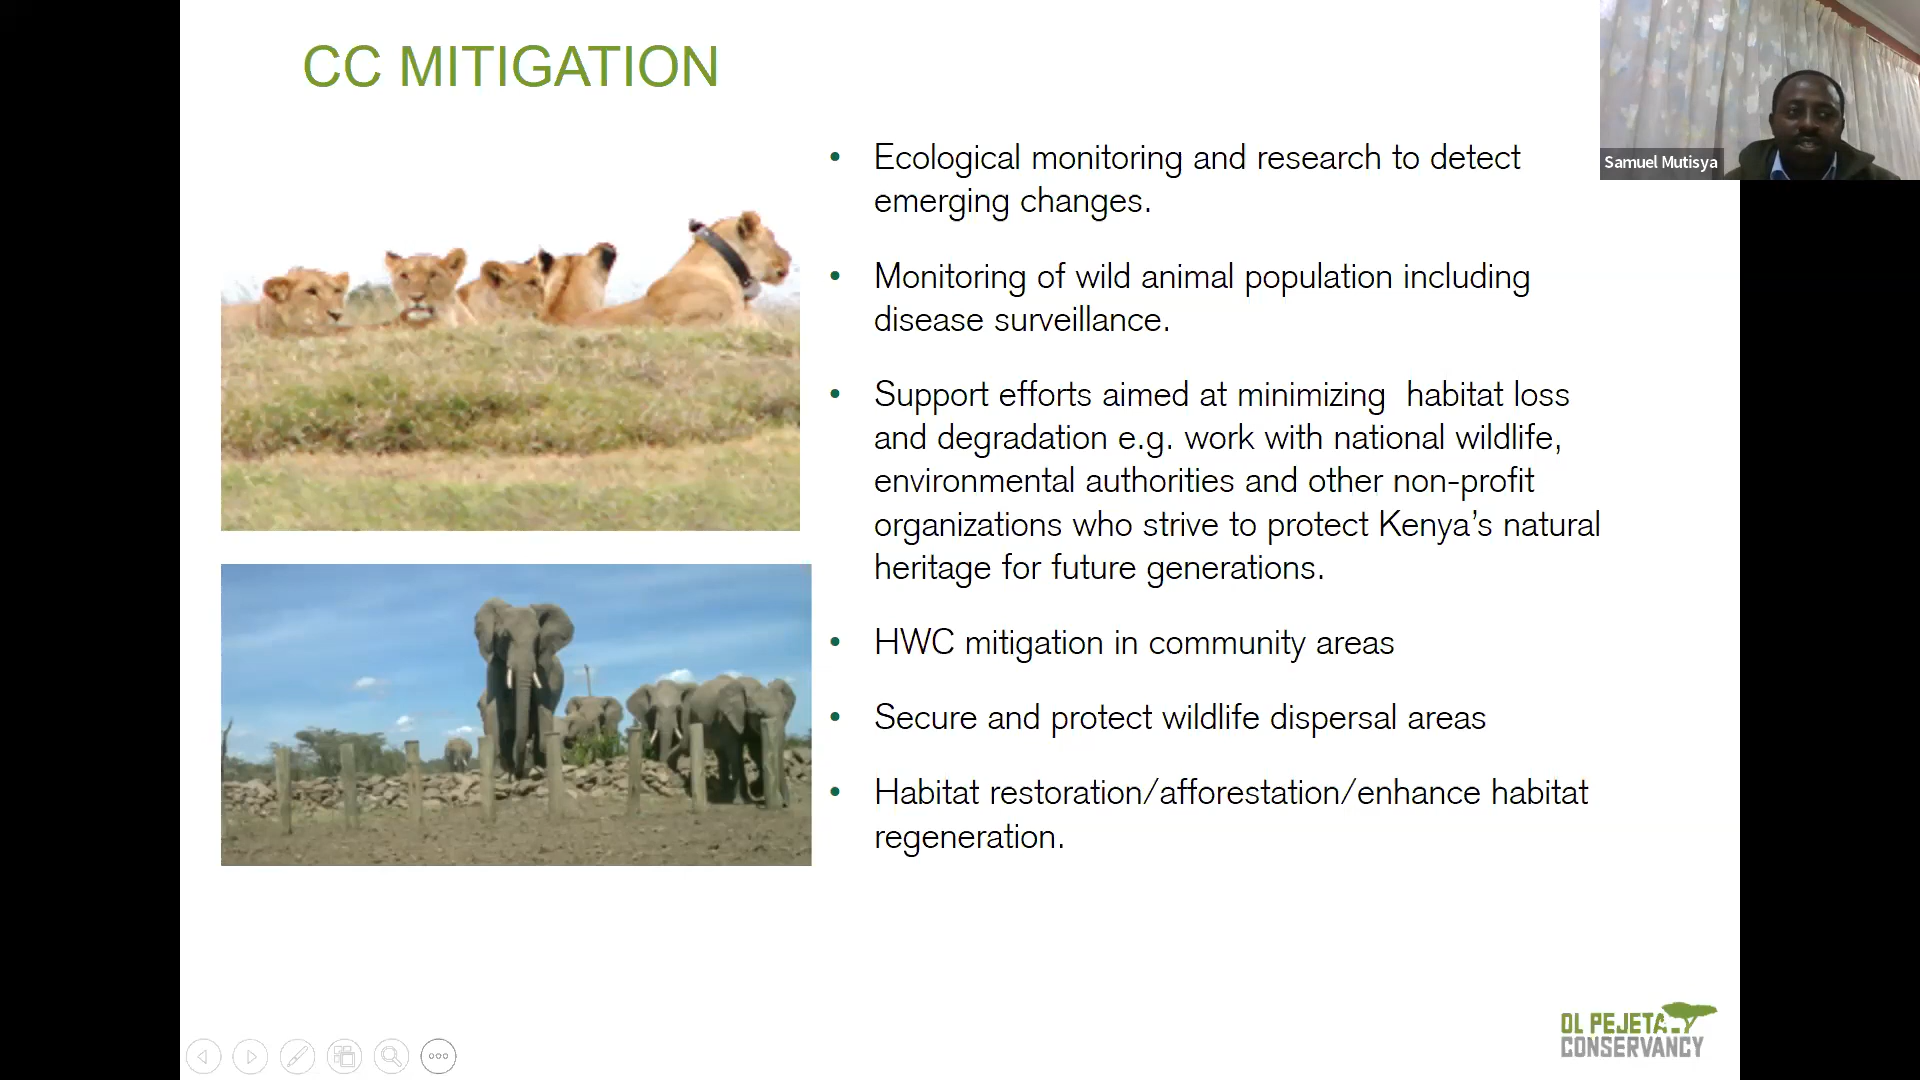 CC MITIGATION
• Ecological monitoring and research to detect
emerging changes.
• Monitoring of wild animal population including
disease surveillance.
• Support efforts aimed at minimizing  habitat loss
and degradation e.g. work with national wildlife,
environmental authorities and other non-profit
organizations who strive to protect Kenya’s natural
heritage for future generations.
• HWC mitigation in community areas
• Secure and protect wildlife dispersal areas
• Habitat restoration/afforestation/enhance habitat
regeneration.
Samuel Mutisya
OL PEJETA
CONSERVANCY